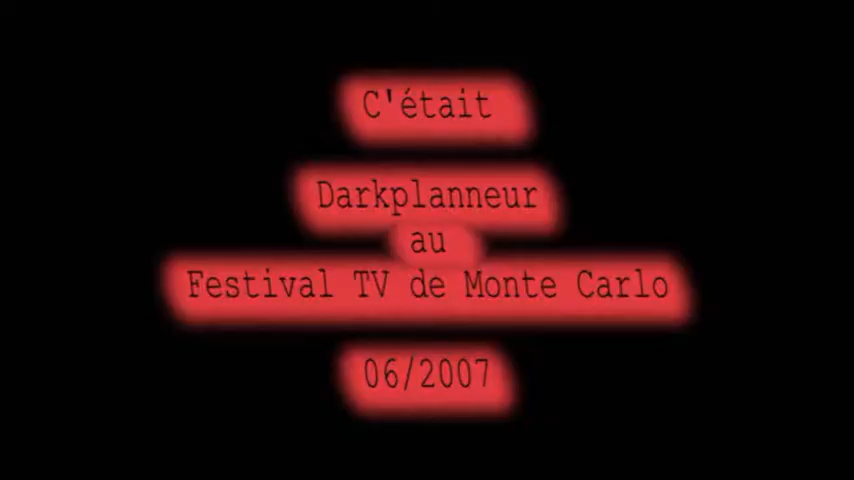 C'était
Darkplanneur
au
Festival TV de Monte Carlo
06/2007